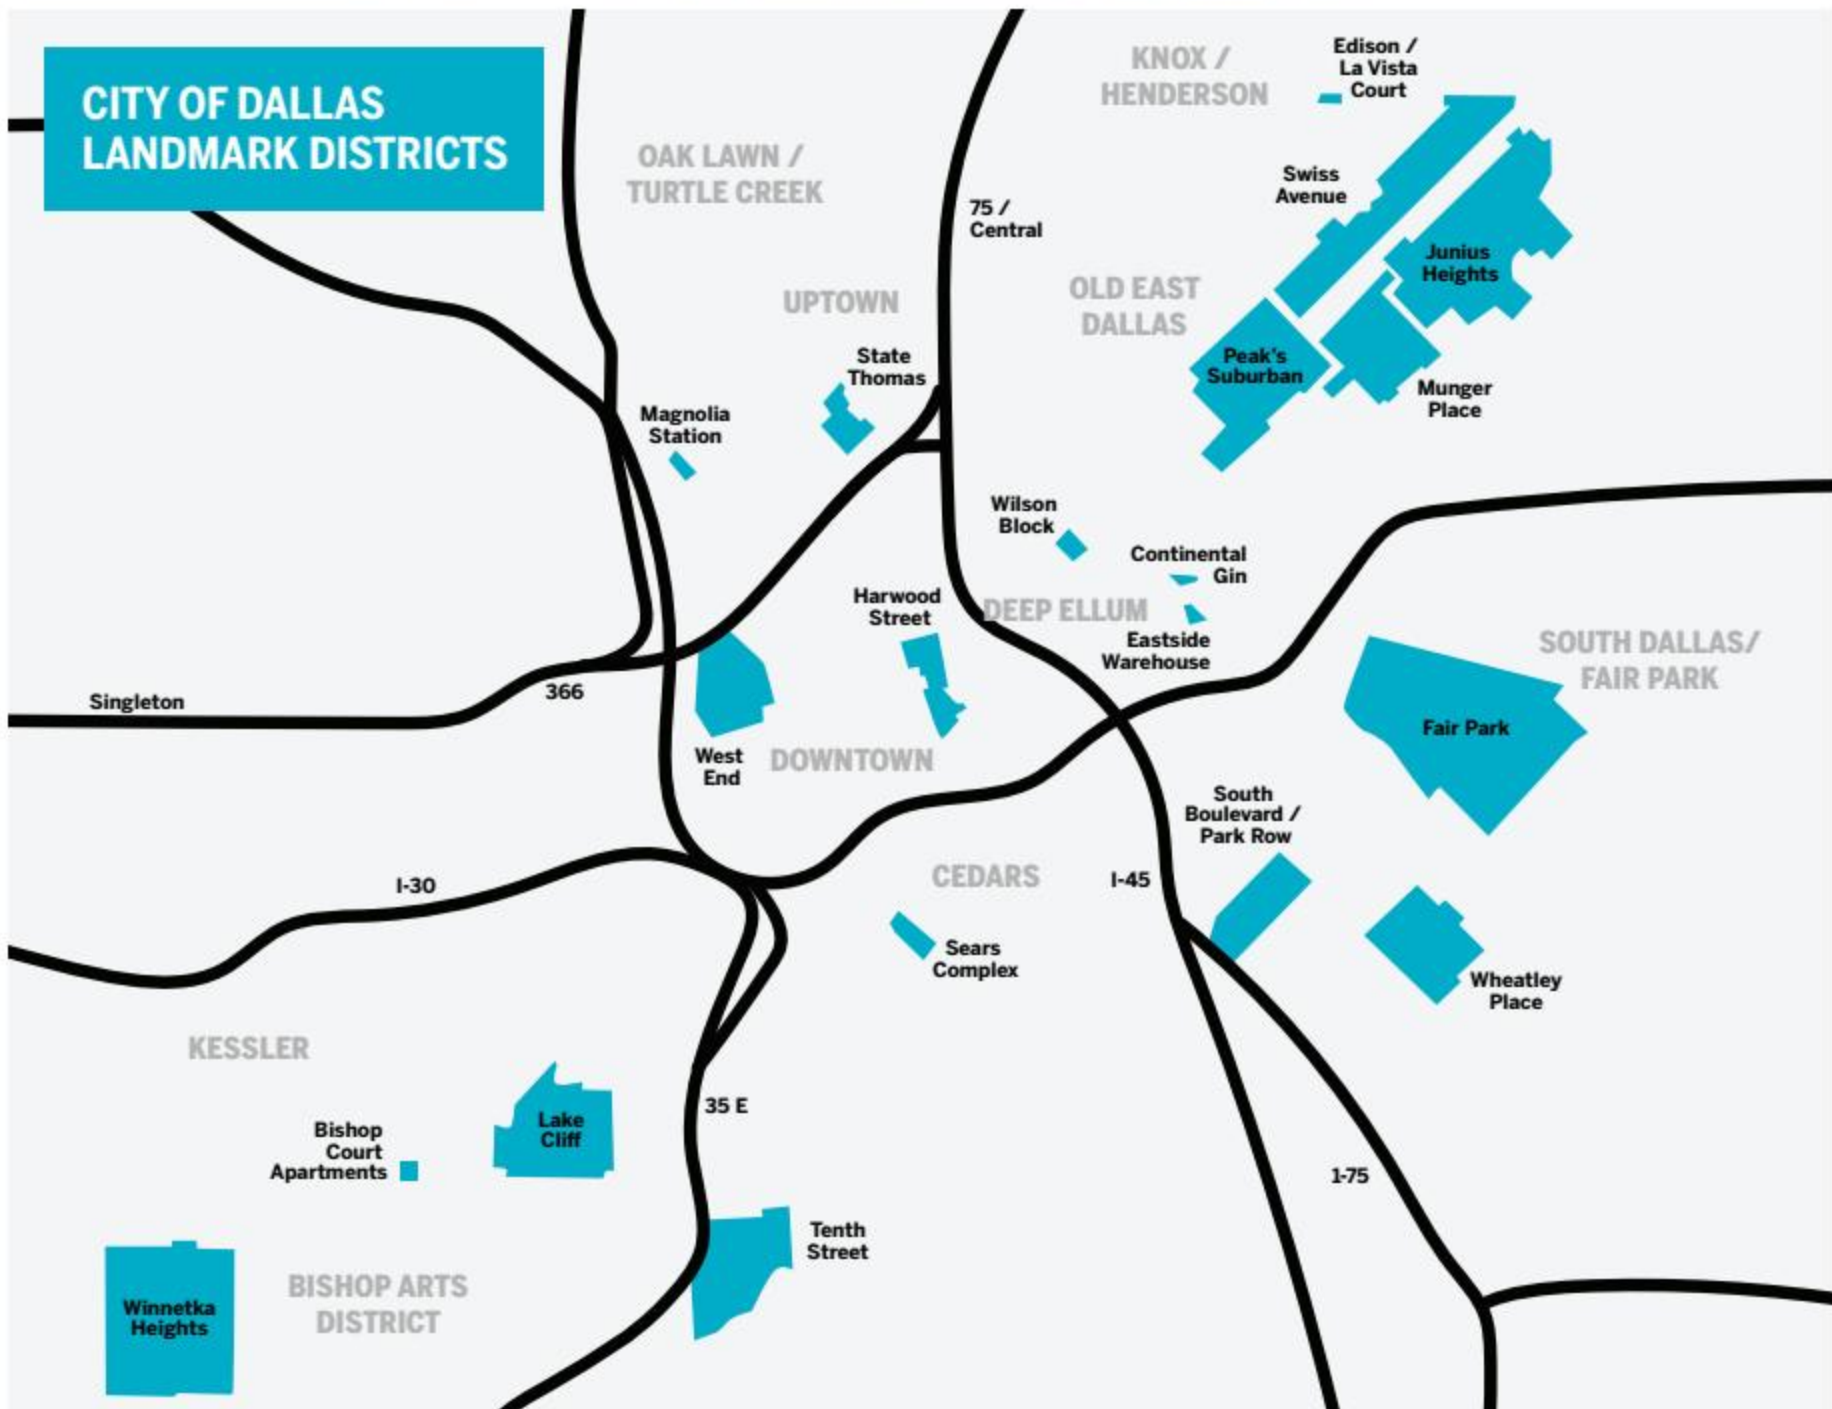 CITY OF DALLAS
LANDMARK DISTRICTS
KNOX /
HENDERSON
Edison /
La Vista
Court
OAK LAWN /
TURTLE CREEK
Swiss
Avenue
75 /
Central
Junius
Heights
UPTOWN
OLD EAST
DALLAS
State
Thomas
Peak's
Suburban
Munger
Place
Magnolia
Station
Wilson
Block
Continental
Gin
Harwood
Street
DEEP ELLUM
Eastside
Warehouse
SOUTH DALLAS/
FAIR PARK
Singleton
366
Fair Park
West
End
DOWNTOWN
South
Boulevard /
Park Row
I-30
CEDARS
I-45
Sears
Complex
Wheatley
Place
KESSLER
35 E
Lake
Cliff
Bishop
Court
Apartments
1-75
Tenth
Street
BISHOP ARTS
DISTRICT
Winnetka
Heights